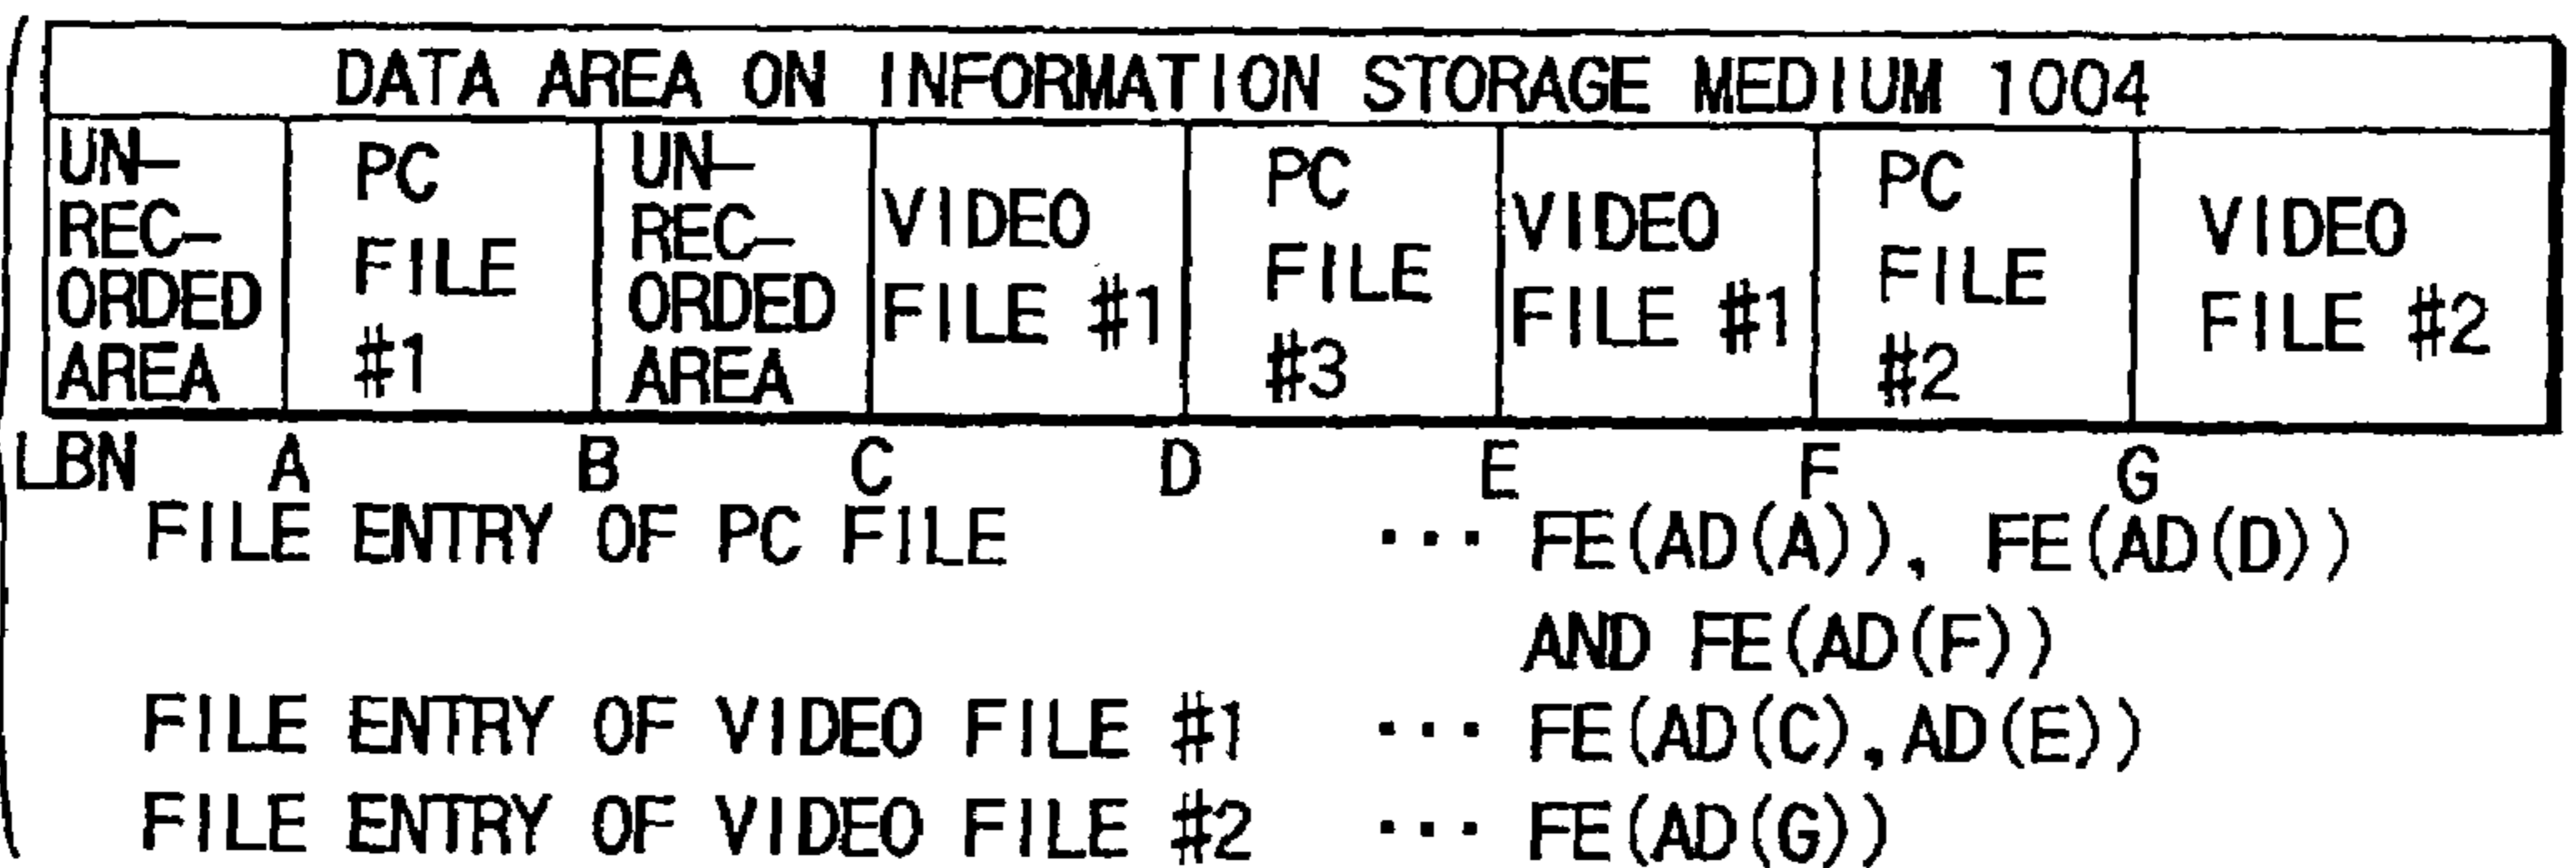 DATA AREA ON INFORMATION STORAGE MEDIUM 1004
UN-
REC-
ORDED
AREA
PC
FILE
#1
UN-
REC-
ORDED
AREA
VIDEO
FILE #1
PC
FILE
#3
VIDEO
FILE #1
PC
FILE
#2
VIDEO
FILE #2
LBN A B C D E F G
FILE ENTRY OF PC FILE ··· FE(AD(A)), FE(AD(D))
AND FE(AD(F))
FILE ENTRY OF VIDEO FILE #1 ··· FE(AD(C),AD(E))
FILE ENTRY OF VIDEO FILE #2 ··· FE(AD(G))